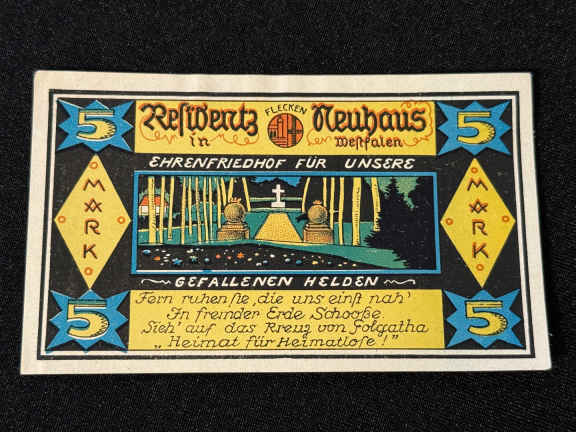 5 Residentz FLECKEN Neuhaus 5
in Westfalen
EHRENFRIEDHOF FÜR UNSERE
MARK
MARK
GEFALLENEN HELDEN
5 Fern ruhen sie, die uns einst nah' 5
In fremder Erde Schooße.
Sieh' auf das Kreuz von Golgatha
„Heimat für Heimatlose!"